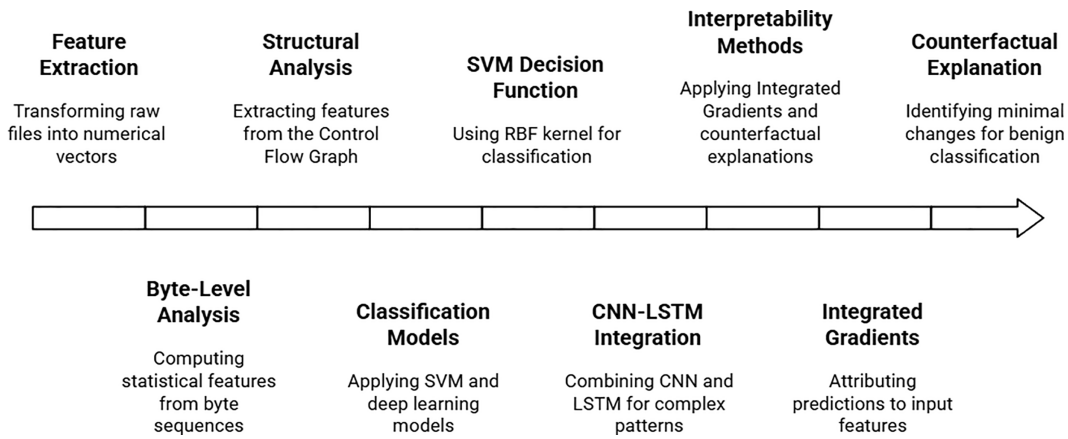 Feature
Extraction
Transforming raw
files into numerical
vectors
Byte-Level
Analysis
Computing
statistical features
from byte
sequences
Structural
Analysis
Extracting features
from the Control
Flow Graph
Classification
Models
Applying SVM and
deep learning
models
SVM Decision
Function
Using RBF kernel for
classification
CNN-LSTM
Integration
Combining CNN and
LSTM for complex
patterns
Interpretability
Methods
Applying Integrated
Gradients and
counterfactual
explanations
Integrated
Gradients
Attributing
predictions to input
features
Counterfactual
Explanation
Identifying minimal
changes for benign
classification